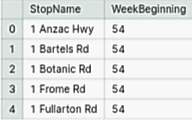 StopName WeekBeginning
0 1 Anzac Hwy 54
1 1 Bartels Rd 54
2 1 Botanic Rd 54
3 1 Frome Rd 54
4 1 Fullarton Rd 54